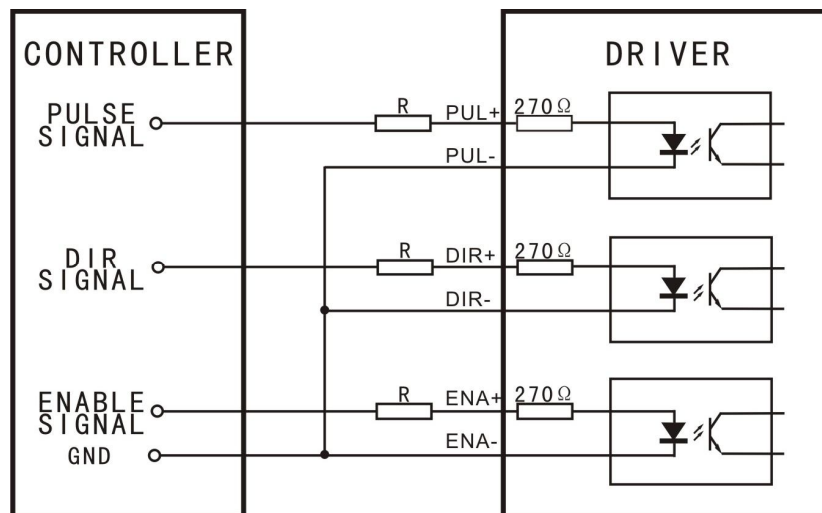 CONTROLLER
DRIVER
PULSE
SIGNAL
R
PUL+
270Ω
PUL-
DIR
SIGNAL
R
DIR+
270Ω
DIR-
ENABLE
SIGNAL
R
ENA+
270Ω
GND
ENA-